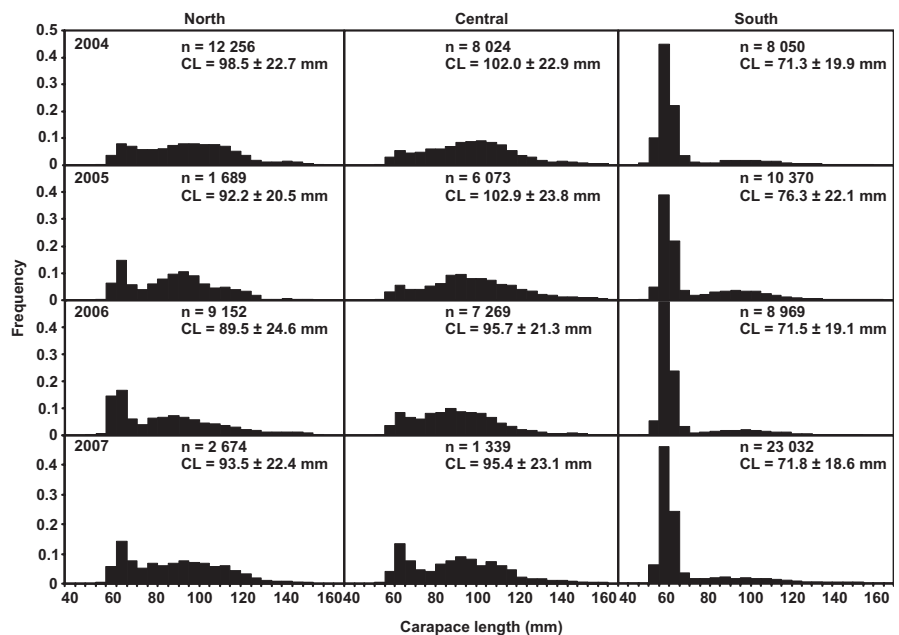 North Central South
0.5
2004
n = 12 256
CL = 98.5 ± 22.7 mm
n = 8 024
CL = 102.0 ± 22.9 mm
n = 8 050
CL = 71.3 ± 19.9 mm
0.4
0.3
0.2
0.1
0
2005
n = 1 689
CL = 92.2 ± 20.5 mm
n = 6 073
CL = 102.9 ± 23.8 mm
n = 10 370
CL = 76.3 ± 22.1 mm
0.4
0.3
0.2
0.1
0
2006
n = 9 152
CL = 89.5 ± 24.6 mm
n = 7 269
CL = 95.7 ± 21.3 mm
n = 8 969
CL = 71.5 ± 19.1 mm
0.4
0.3
0.2
0.1
0
2007
n = 2 674
CL = 93.5 ± 22.4 mm
n = 1 339
CL = 95.4 ± 23.1 mm
n = 23 032
CL = 71.8 ± 18.6 mm
0.4
0.3
0.2
0.1
0
Frequency
40 60 80 100 120 140 160 40 60 80 100 120 140 160 40 60 80 100 120 140 160
Carapace length (mm)